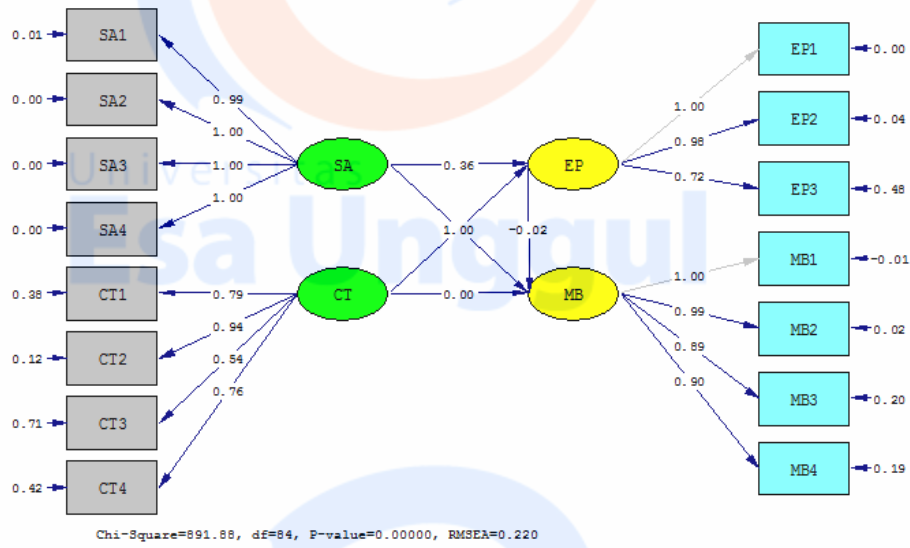 0.01
SA1
EP1
0.00
0.99
1.00
0.00
SA2
EP2
0.04
1.00
0.98
0.00
SA3
Universitas
1.00
SA
0.36
EP
0.72
EP3
0.48
1.00
0.00
SA4
Esa Unggul
1.00
-0.02
MB1
-0.01
1.00
0.38
CT1
0.79
CT
0.00
MB
0.99
MB2
0.02
0.94
0.89
0.12
CT2
0.54
0.90
0.76
MB3
0.20
0.71
CT3
MB4
0.19
0.42
CT4
Chi-Square=891.88, df=84, P-value=0.00000, RMSEA=0.220